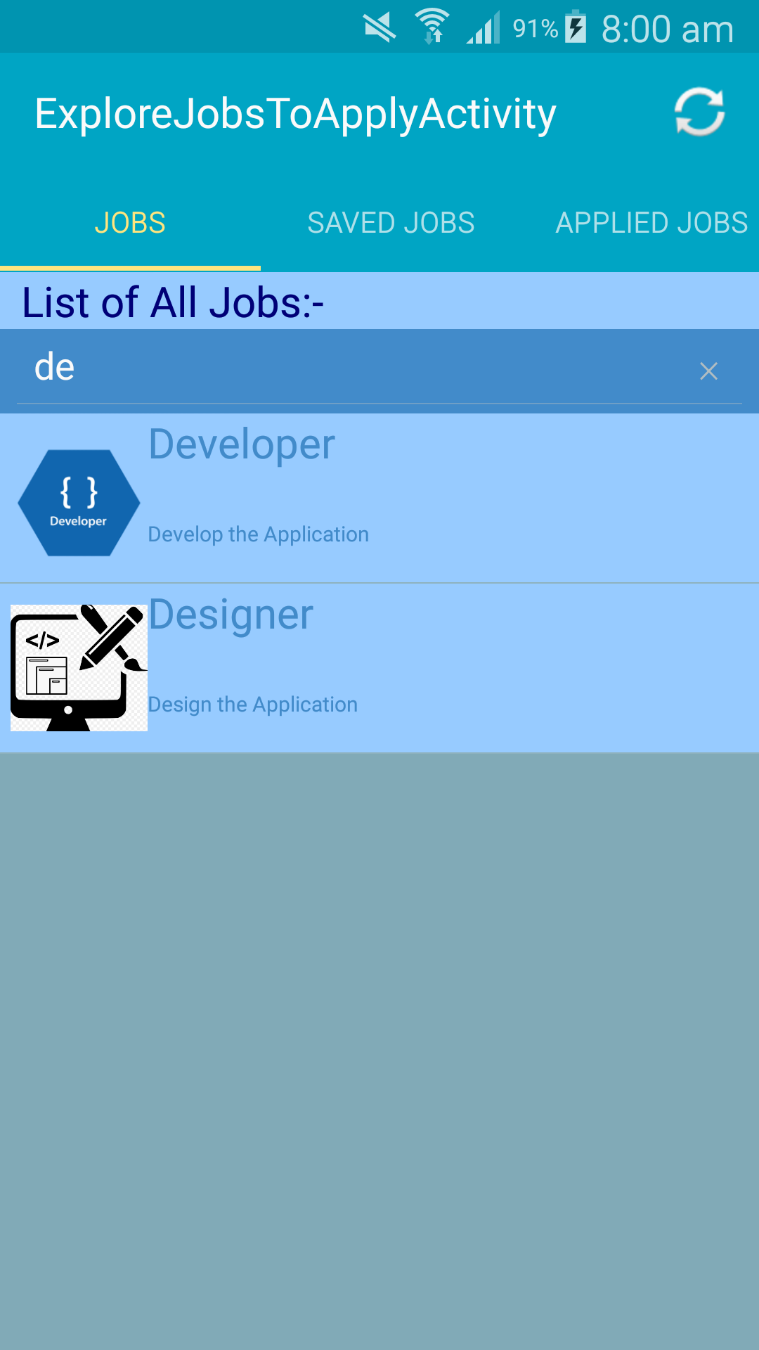 91% 8:00 am
ExploreJobsToApplyActivity
JOBS SAVED JOBS APPLIED JOBS
List of All Jobs:-
de
Developer
{ }
Developer
Develop the Application
Designer
</>
Design the Application